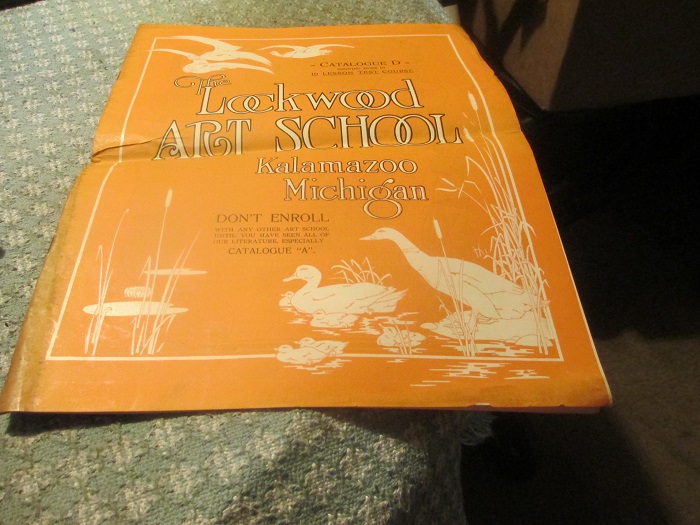 - CATALOGUE D -
10 LESSON TEST COURSE
The
Lockwood
ART SCHOOL
Kalamazoo
Michigan
DON'T ENROLL
WITH ANY OTHER ART SCHOOL
UNTIL YOU HAVE SEEN ALL OF
OUR LITERATURE, ESPECIALLY
CATALOGUE "A".